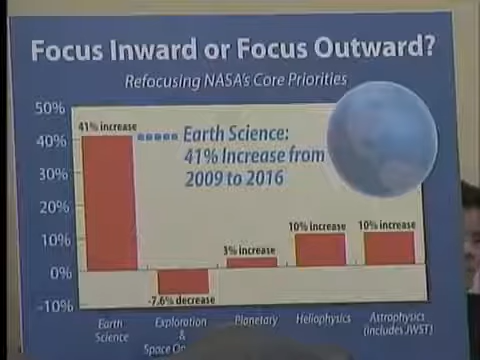 Focus Inward or Focus Outward?
Refocusing NASA's Core Priorities
50%
40%
30%
20%
10%
0%
-10%
41% increase
Earth Science:
41% Increase from
2009 to 2016
-7.6% decrease
3% increase
10% increase
10% increase
Earth
Science
Exploration
&
Space
Planetary
Heliophysics
Astrophysics
(includes JWST)